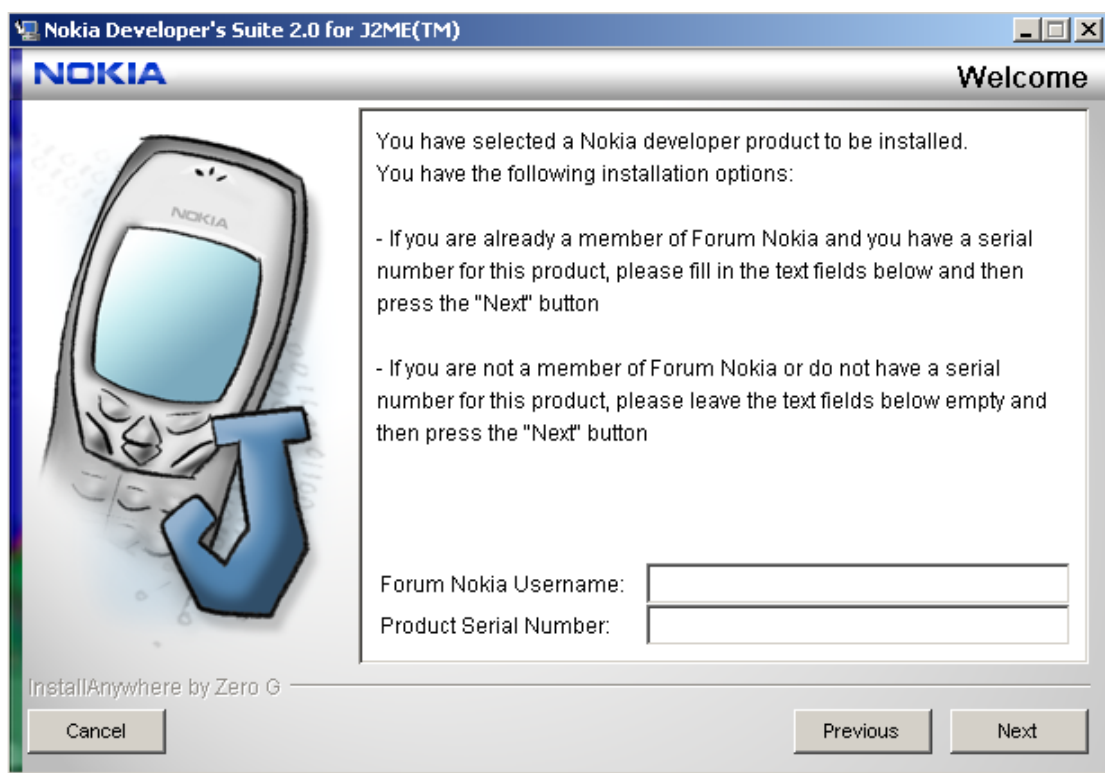 Nokia Developer's Suite 2.0 for J2ME(TM)
NOKIA
Welcome
NOKIA
You have selected a Nokia developer product to be installed.
You have the following installation options:
- If you are already a member of Forum Nokia and you have a serial
number for this product, please fill in the text fields below and then
press the "Next" button
- If you are not a member of Forum Nokia or do not have a serial
number for this product, please leave the text fields below empty and
then press the "Next" button
Forum Nokia Username:
Product Serial Number:
InstallAnywhere by Zero G
Cancel
Previous
Next